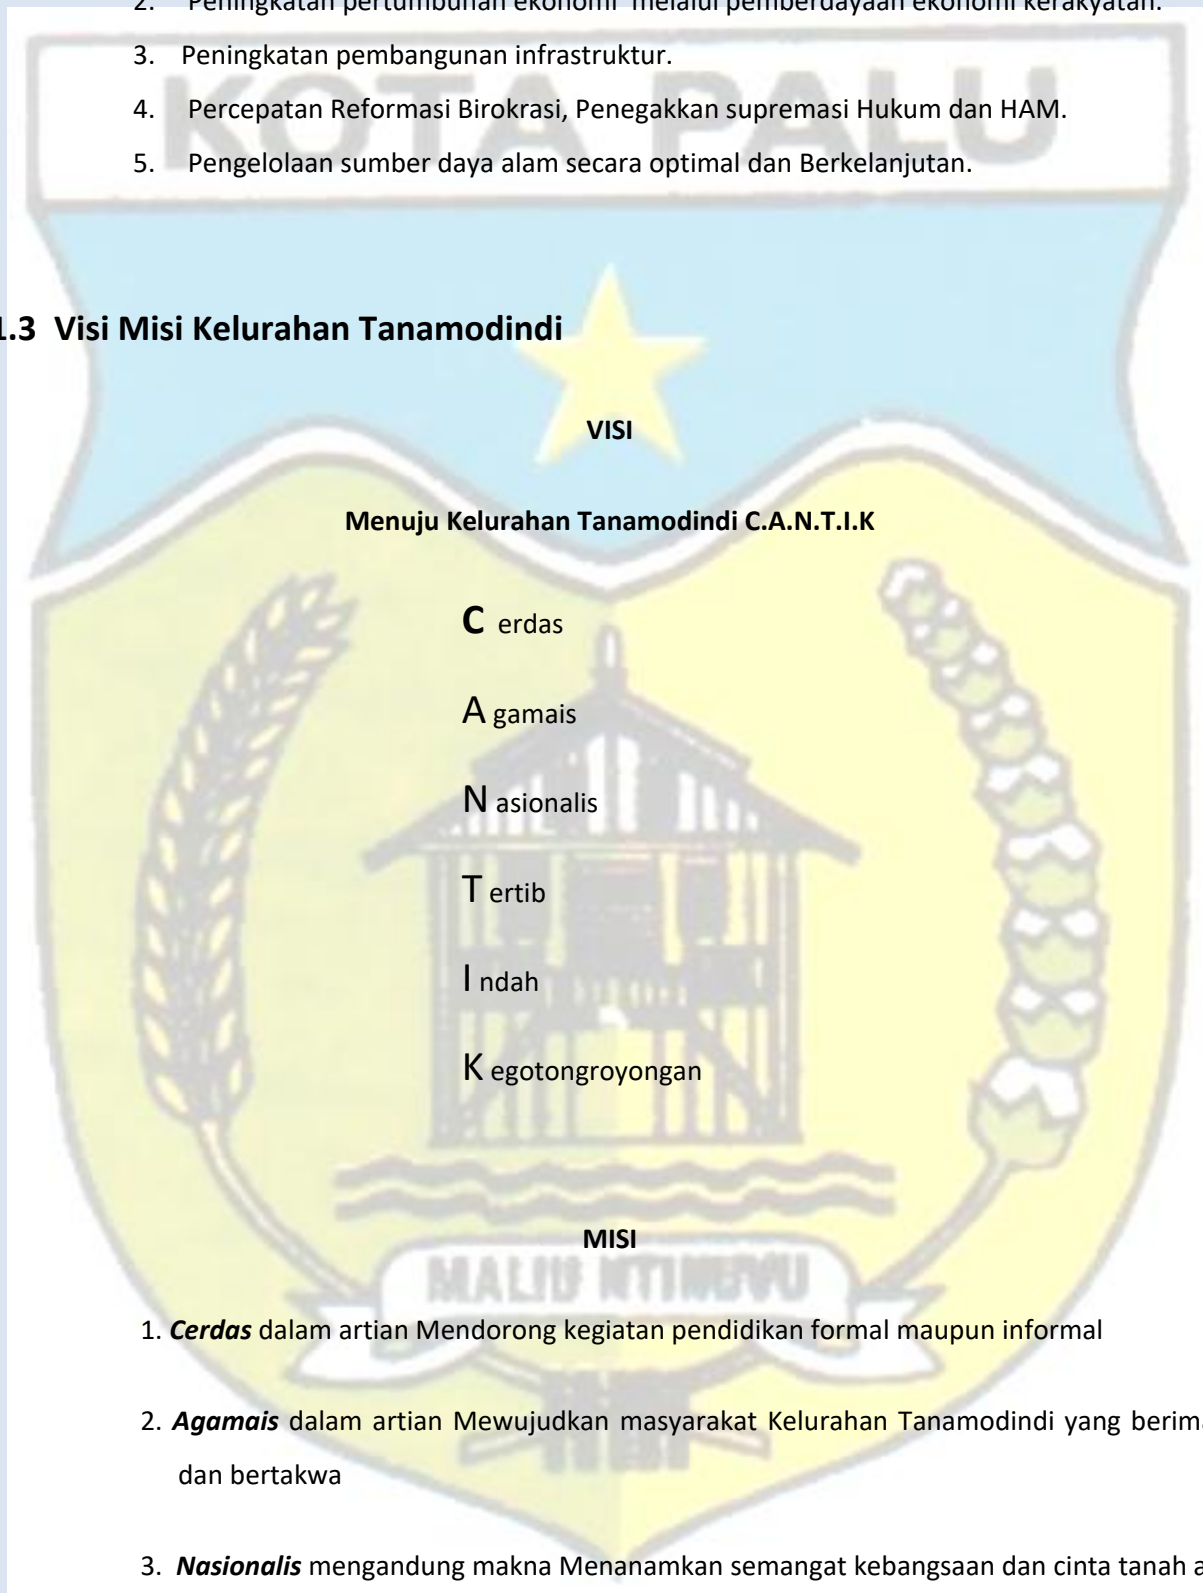 2. Peningkatan pertumbuhan ekonomi melalui pemberdayaan ekonomi kerakyatan.
3. Peningkatan pembangunan infrastruktur.
KOTA PALU
4. Percepatan Reformasi Birokrasi, Penegakkan supremasi Hukum dan HAM.
5. Pengelolaan sumber daya alam secara optimal dan Berkelanjutan.
1.3 Visi Misi Kelurahan Tanamodindi
VISI
Menuju Kelurahan Tanamodindi C.A.N.T.I.K
C erdas
A gamais
N asionalis
T ertib
I ndah
K egotongroyongan
MISI
MALIU NTINUVU
1. Cerdas dalam artian Mendorong kegiatan pendidikan formal maupun informal
2. Agamais dalam artian Mewujudkan masyarakat Kelurahan Tanamodindi yang berima
dan bertakwa
3. Nasionalis mengandung makna Menanamkan semangat kebangsaan dan cinta tanah a